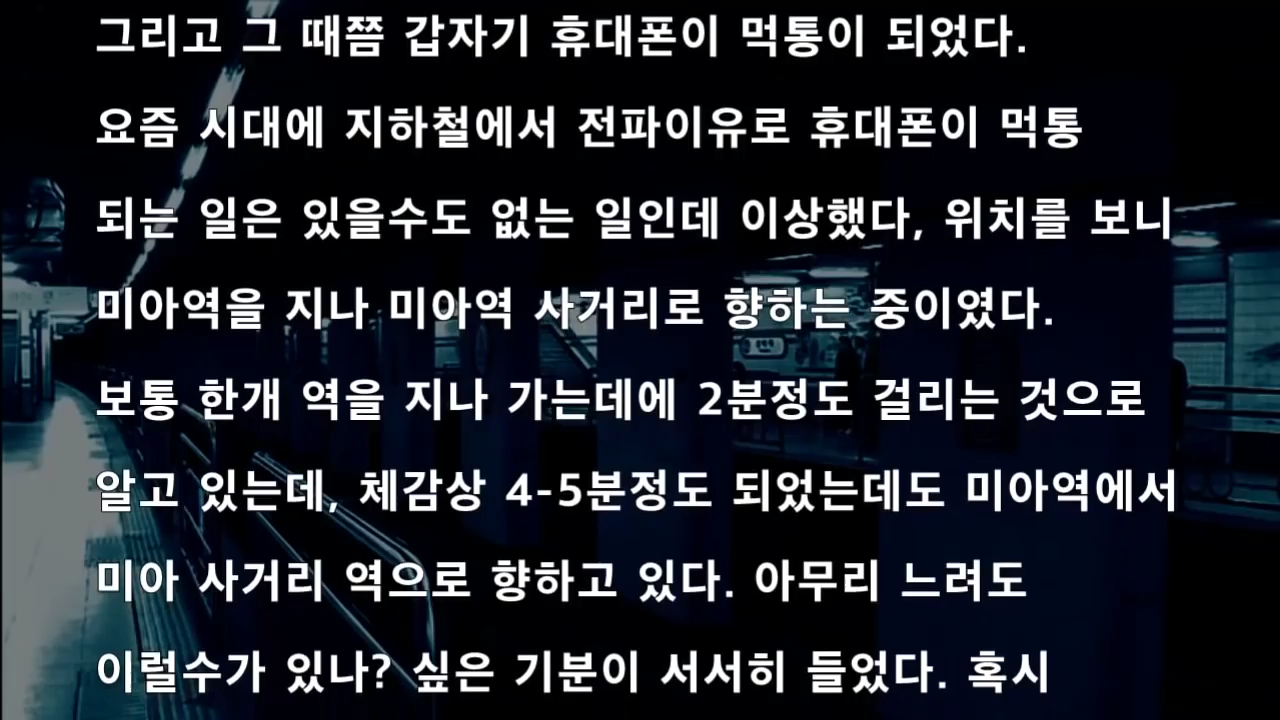 그리고 그 때쯤 갑자기 휴대폰이 먹통이 되었다.
요즘 시대에 지하철에서 전파이유로 휴대폰이 먹통
되는 일은 있을수도 없는 일인데 이상했다, 위치를 보니
미아역을 지나 미아역 사거리로 향하는 중이였다.
보통 한개 역을 지나 가는데에 2분정도 걸리는 것으로
알고 있는데, 체감상 4-5분정도 되었는데도 미아역에서
미아 사거리 역으로 향하고 있다. 아무리 느려도
이럴수가 있나? 싶은 기분이 서서히 들었다. 혹시